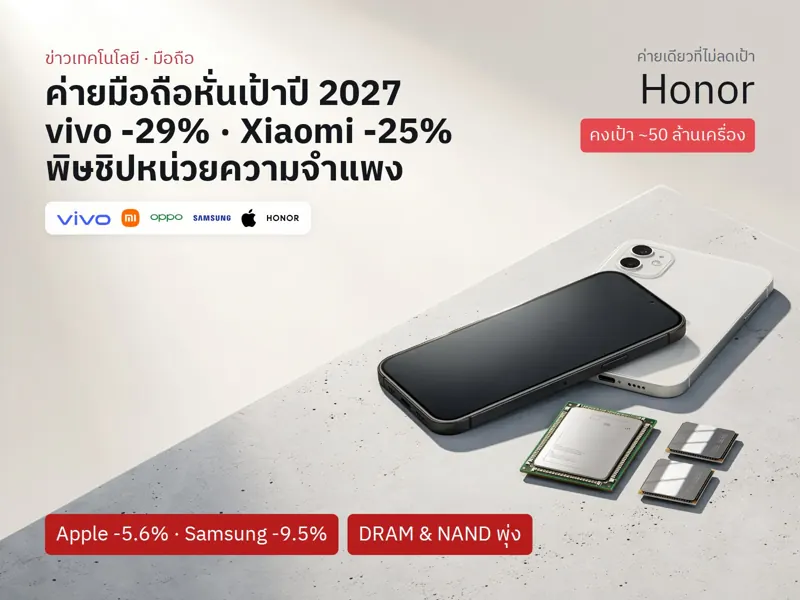 ข่าวเทคโนโลยี · มือถือ
ค่ายมือถือหั่นเป้าปี 2027
vivo -29% · Xiaomi -25%
พิษชิปหน่วยความจำแพง
vivo mi oppo SAMSUNG HONOR
ค่ายเดียวที่ไม่ลดเป้า
Honor
คงเป้า ~50 ล้านเครื่อง
Apple -5.6% · Samsung -9.5%
DRAM & NAND พุ่ง